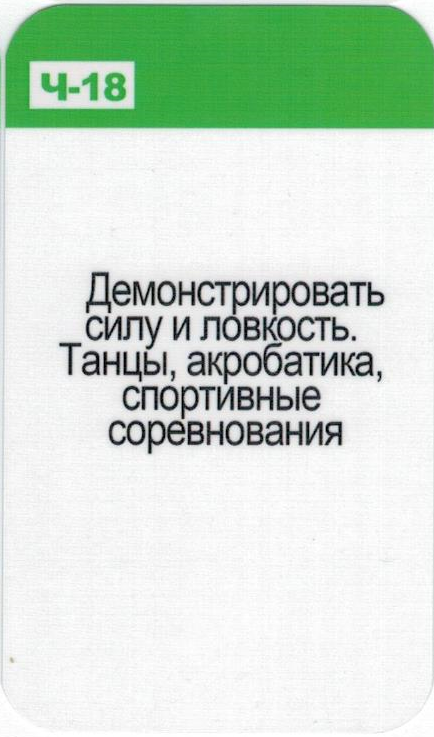 Ч-18
Демонстрировать
силу и ловкость.
Танцы, акробатика,
спортивные
соревнования